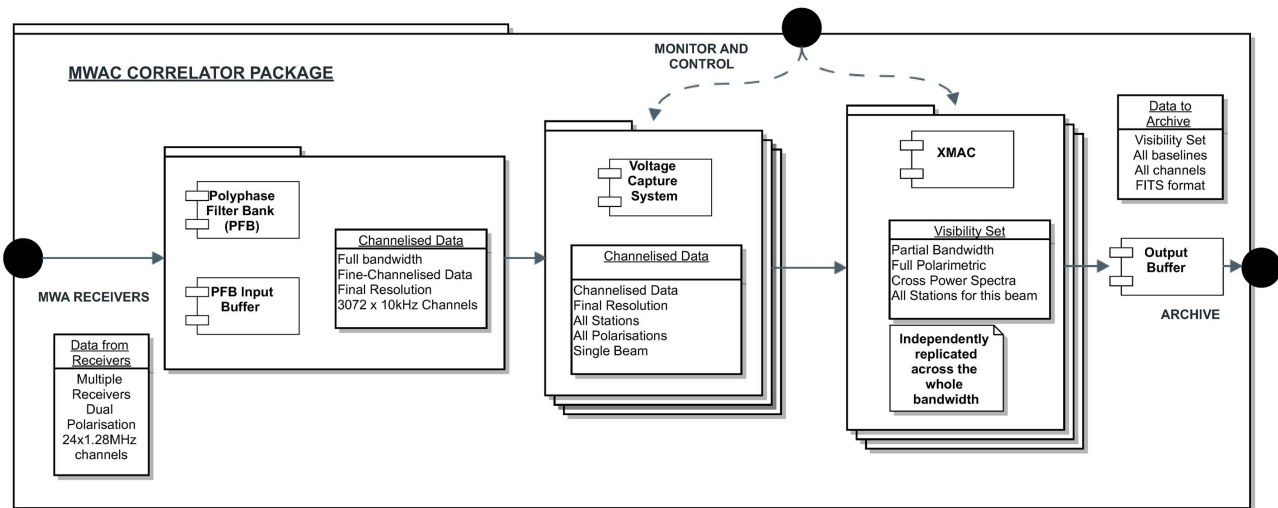 MWAC CORRELATOR PACKAGE
MONITOR AND
CONTROL
MWA RECEIVERS
Data from
Receivers
Multiple
Receivers
Dual
Polarisation
24x1.28MHz
channels
Polyphase
Filter Bank
(PFB)
PFB Input
Buffer
Channelised Data
Full bandwidth
Fine-Channelised Data
Final Resolution
3072 x 10kHz Channels
Voltage
Capture
System
Channelised Data
Channelised Data
Final Resolution
All Stations
All Polarisations
Single Beam
XMAC
Visibility Set
Partial Bandwidth
Full Polarimetric
Cross Power Spectra
All Stations for this beam
Independently
replicated
across the
whole
bandwidth
Data to
Archive
Visibility Set
All baselines
All channels
FITS format
Output
Buffer
ARCHIVE